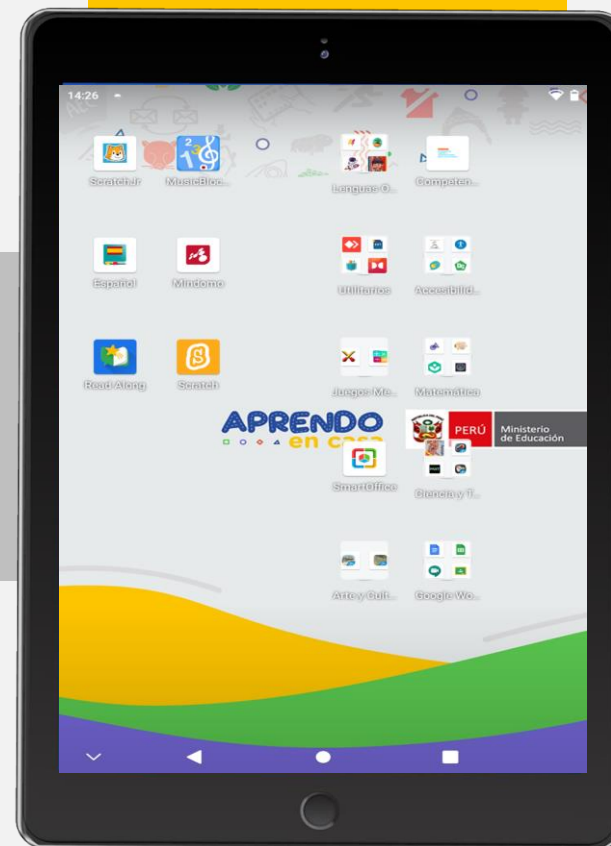 14:26
ScratchJr MusicBloc... Lenguas O... Competen...
Español Mindomo Utilitarios Accesibilid...
Read Along Scratch Juegos Me... Matemática
APRENDO
en casa
PERÚ
Ministerio
de Educación
SmartOffice Ciencia y T...
Arte y Cult... Google Wo...